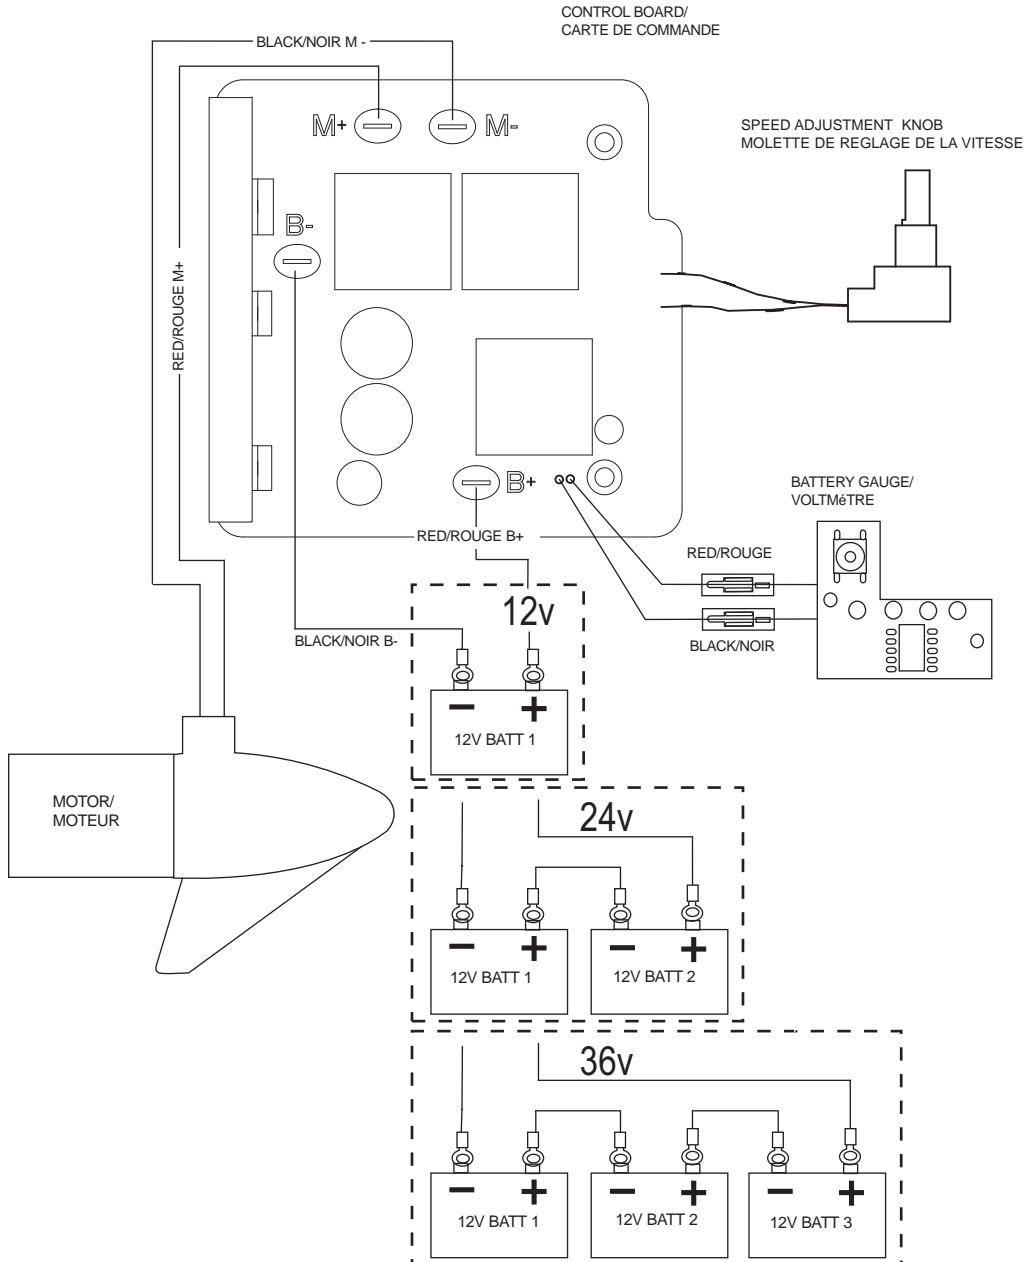 CONTROL BOARD/
CARTE DE COMMANDE
BLACK/NOIR M -
M+
M-
SPEED ADJUSTMENT KNOB
MOLETTE DE REGLAGE DE LA VITESSE
B-
RED/ROUGE M+
B+
BATTERY GAUGE/
VOLTMéTRE
RED/ROUGE B+
RED/ROUGE
12v
BLACK/NOIR B-
BLACK/NOIR
- +
12V BATT 1
MOTOR/
MOTEUR
24v
- + - +
12V BATT 1
12V BATT 2
36v
- + - + - +
12V BATT 1
12V BATT 2
12V BATT 3